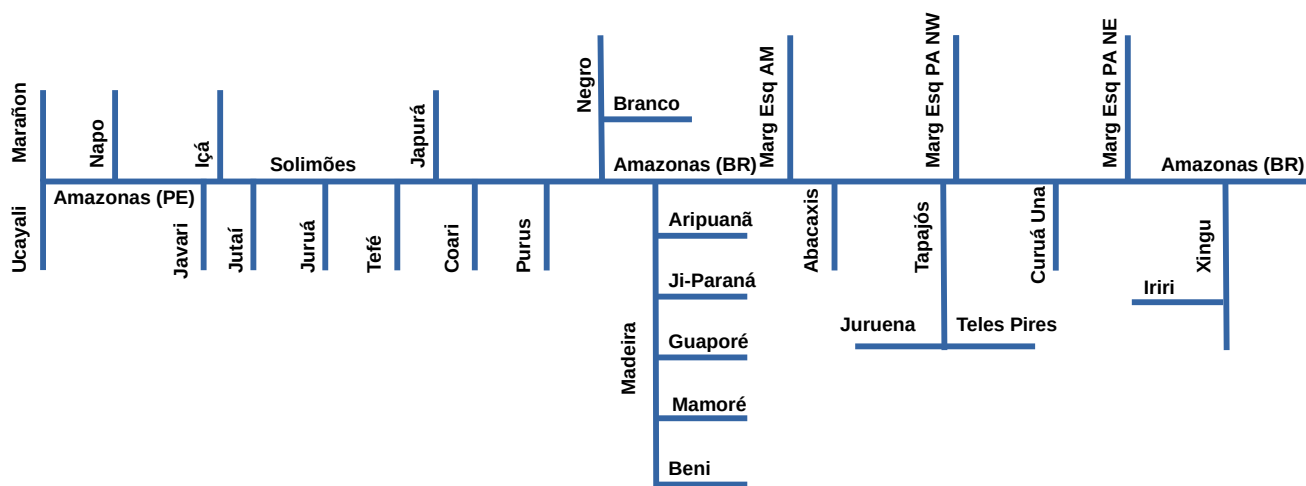 Marañon
Napo
Içá
Solimões
Japurá
Negro
Branco
Amazonas (BR)
Marg Esq AM
Marg Esq PA NW
Marg Esq PA NE
Amazonas (BR)
Ucayali
Amazonas (PE)
Javari
Jutaí
Juruá
Tefé
Coari
Purus
Madeira
Aripuanã
Ji-Paraná
Guaporé
Mamoré
Beni
Abacaxis
Tapajós
Juruena
Teles Pires
Curuá Una
Iriri
Xingu